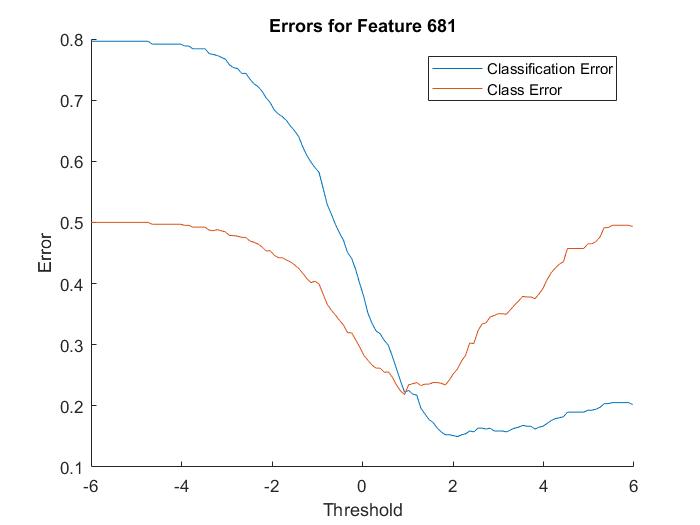 Errors for Feature 681
Classification Error
Class Error
0.8
0.7
0.6
0.5
0.4
0.3
0.2
0.1
Error
-6 -4 -2 0 2 4 6
Threshold